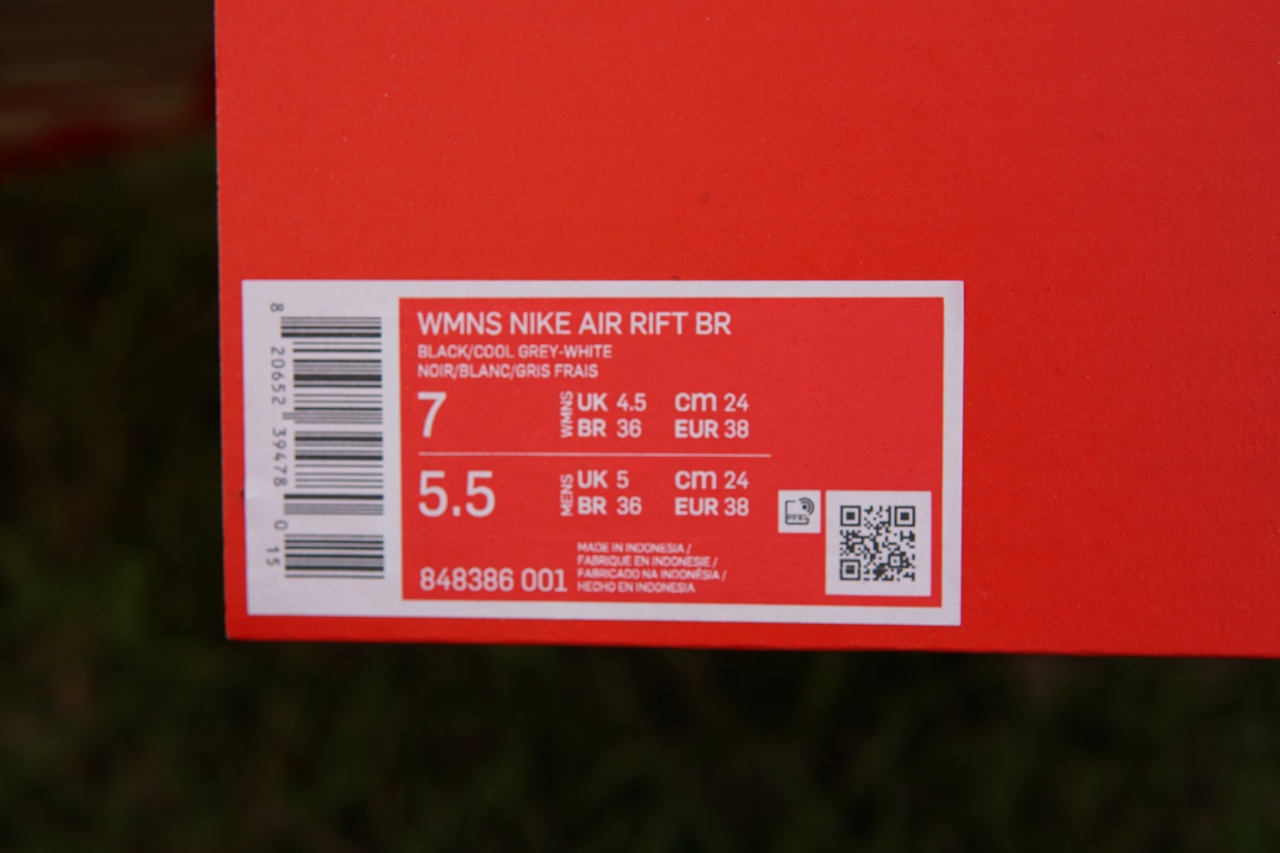 WMNS NIKE AIR RIFT BR
BLACK/COOL GREY-WHITE
NOIR/BLANC/GRIS FRAIS
7 WMNS UK 4.5 cm 24
BR 36 EUR 38
5.5 MENS UK 5 cm 24
BR 36 EUR 38
848386 001
MADE IN INDONESIA /
FABRIQUE EN INDONESIE /
FABRICADO NA INDONÉSIA /
HECHO EN INDONESIA
RFID
8 20652 39478 0 15